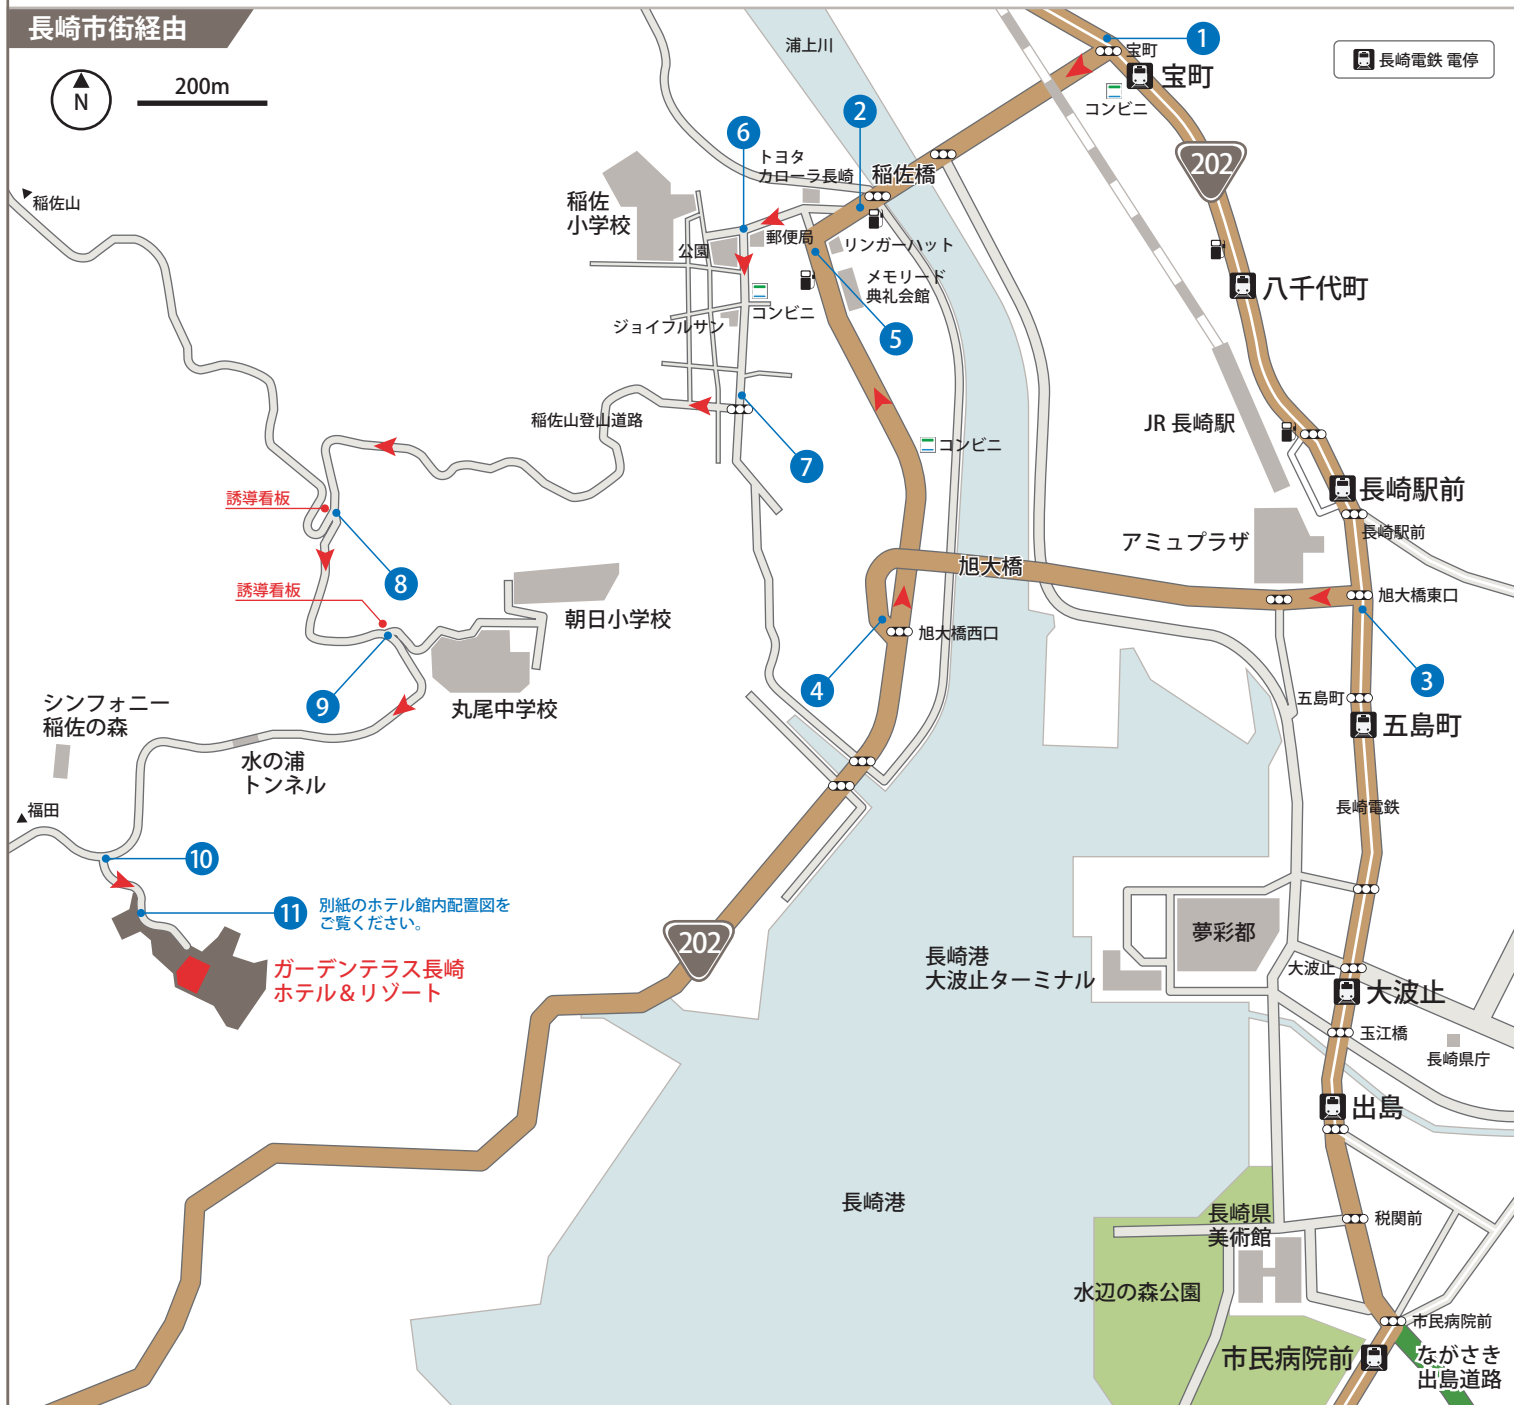 長崎市街経由
N
200m
浦上川
1
宝町
宝町
長崎電鉄 電停
コンビニ
2
6
トヨタ
カローラ長崎
稲佐橋
202
稲佐山
稲佐
小学校
公園
郵便局
リンガーハット
メモリード
典礼会館
八千代町
コンビニ
ジョイフルサン
5
稲佐山登山道路
JR 長崎駅
コンビニ
7
長崎駅前
誘導看板
長崎駅前
アミュプラザ
旭大橋
8
誘導看板
旭大橋東口
朝日小学校
旭大橋西口
3
4
9
五島町
シンフォニー
稲佐の森
丸尾中学校
五島町
水の浦
トンネル
福田
長崎電鉄
10
11
別紙のホテル館内配置図を
ご覧ください。
夢彩都
202
長崎港
大波止ターミナル
大波止
ガーデンテラス長崎
ホテル＆リゾート
大波止
玉江橋
長崎県庁
出島
長崎港
長崎県
美術館
税関前
水辺の森公園
市民病院前
市民病院前
ながさき
出島道路